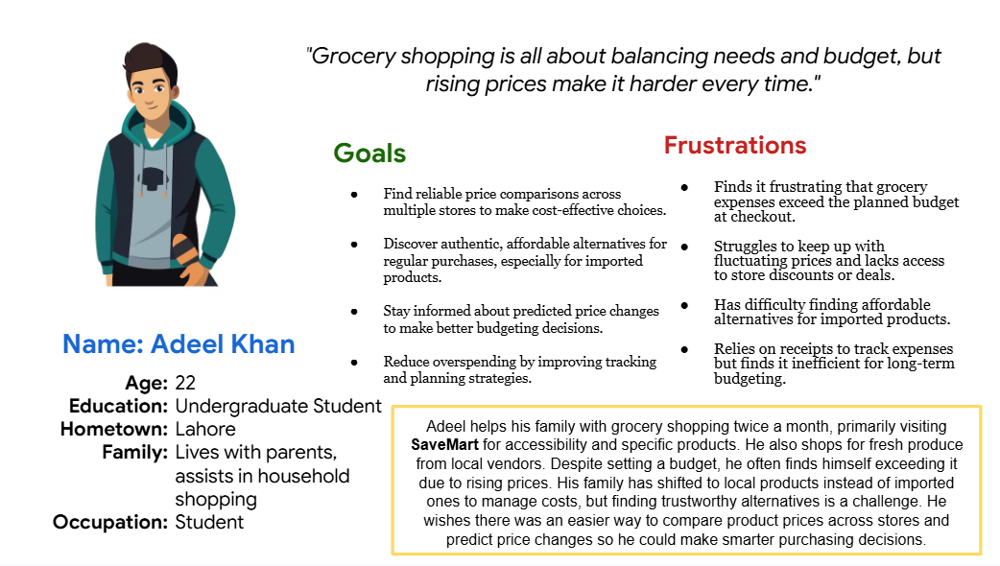 "Grocery shopping is all about balancing needs and budget, but
rising prices make it harder every time."
Goals
● Find reliable price comparisons across
multiple stores to make cost-effective choices.
● Discover authentic, affordable alternatives for
regular purchases, especially for imported
products.
● Stay informed about predicted price changes
to make better budgeting decisions.
● Reduce overspending by improving tracking
and planning strategies.
Frustrations
● Finds it frustrating that grocery
expenses exceed the planned budget
at checkout.
● Struggles to keep up with
fluctuating prices and lacks access
to store discounts or deals.
● Has difficulty finding affordable
alternatives for imported products.
● Relies on receipts to track expenses
but finds it inefficient for long-term
budgeting.
Name: Adeel Khan
Age: 22
Education: Undergraduate Student
Hometown: Lahore
Family: Lives with parents,
assists in household
shopping
Occupation: Student
Adeel helps his family with grocery shopping twice a month, primarily visiting
SaveMart for accessibility and specific products. He also shops for fresh produce
from local vendors. Despite setting a budget, he often finds himself exceeding it
due to rising prices. His family has shifted to local products instead of imported
ones to manage costs, but finding trustworthy alternatives is a challenge. He
wishes there was an easier way to compare product prices across stores and
predict price changes so he could make smarter purchasing decisions.